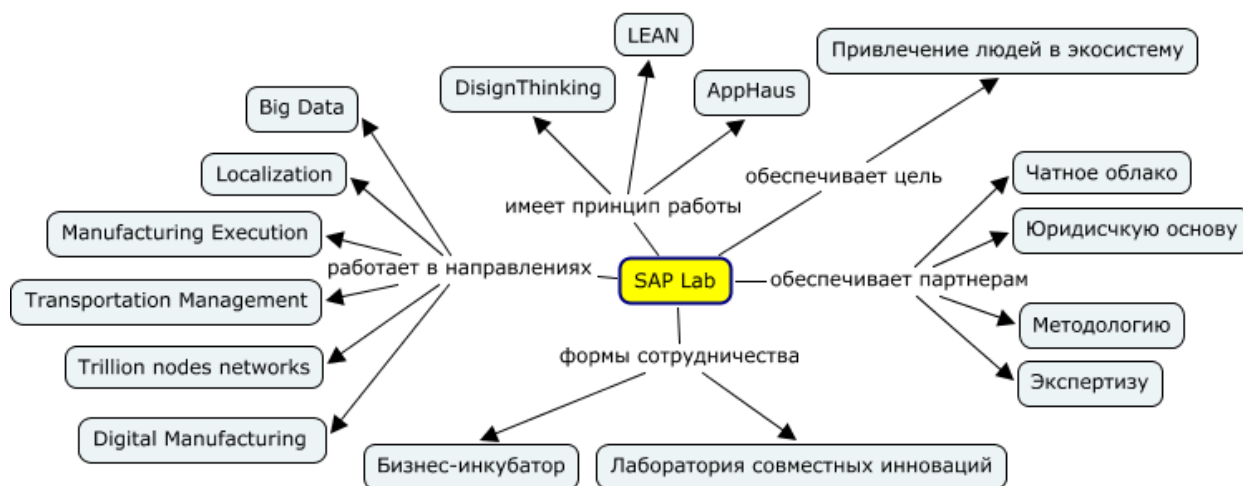 LEAN
Привлечение людей в экосистему
DisignThinking
AppHaus
Big Data
Localization
Чатное облако
обеспечивает цель
имеет принцип работы
Manufacturing Execution
Юридисчкую основу
работает в направлениях
SAP Lab
обеспечивает партнерам
Transportation Management
Методологию
формы сотрудничества
Trillion nodes networks
Экспертизу
Digital Manufacturing
Бизнес-инкубатор
Лаборатория совместных инноваций